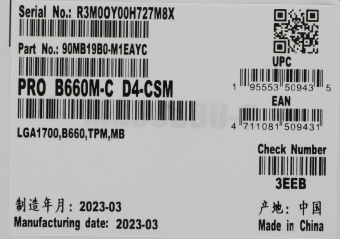 Serial No.: R3M0OY00H727M8X
Part No.: 90MB19B0-M1EAYC
UPC
1 95553 50943 5
PRO B660M-C D4-CSM
EAN
4 711081 509431
LGA1700,B660,TPM,MB
Check Number
3EEB
制造年月: 2023-03
产地: 中国
Manufacturing date: 2023-03
Made in China